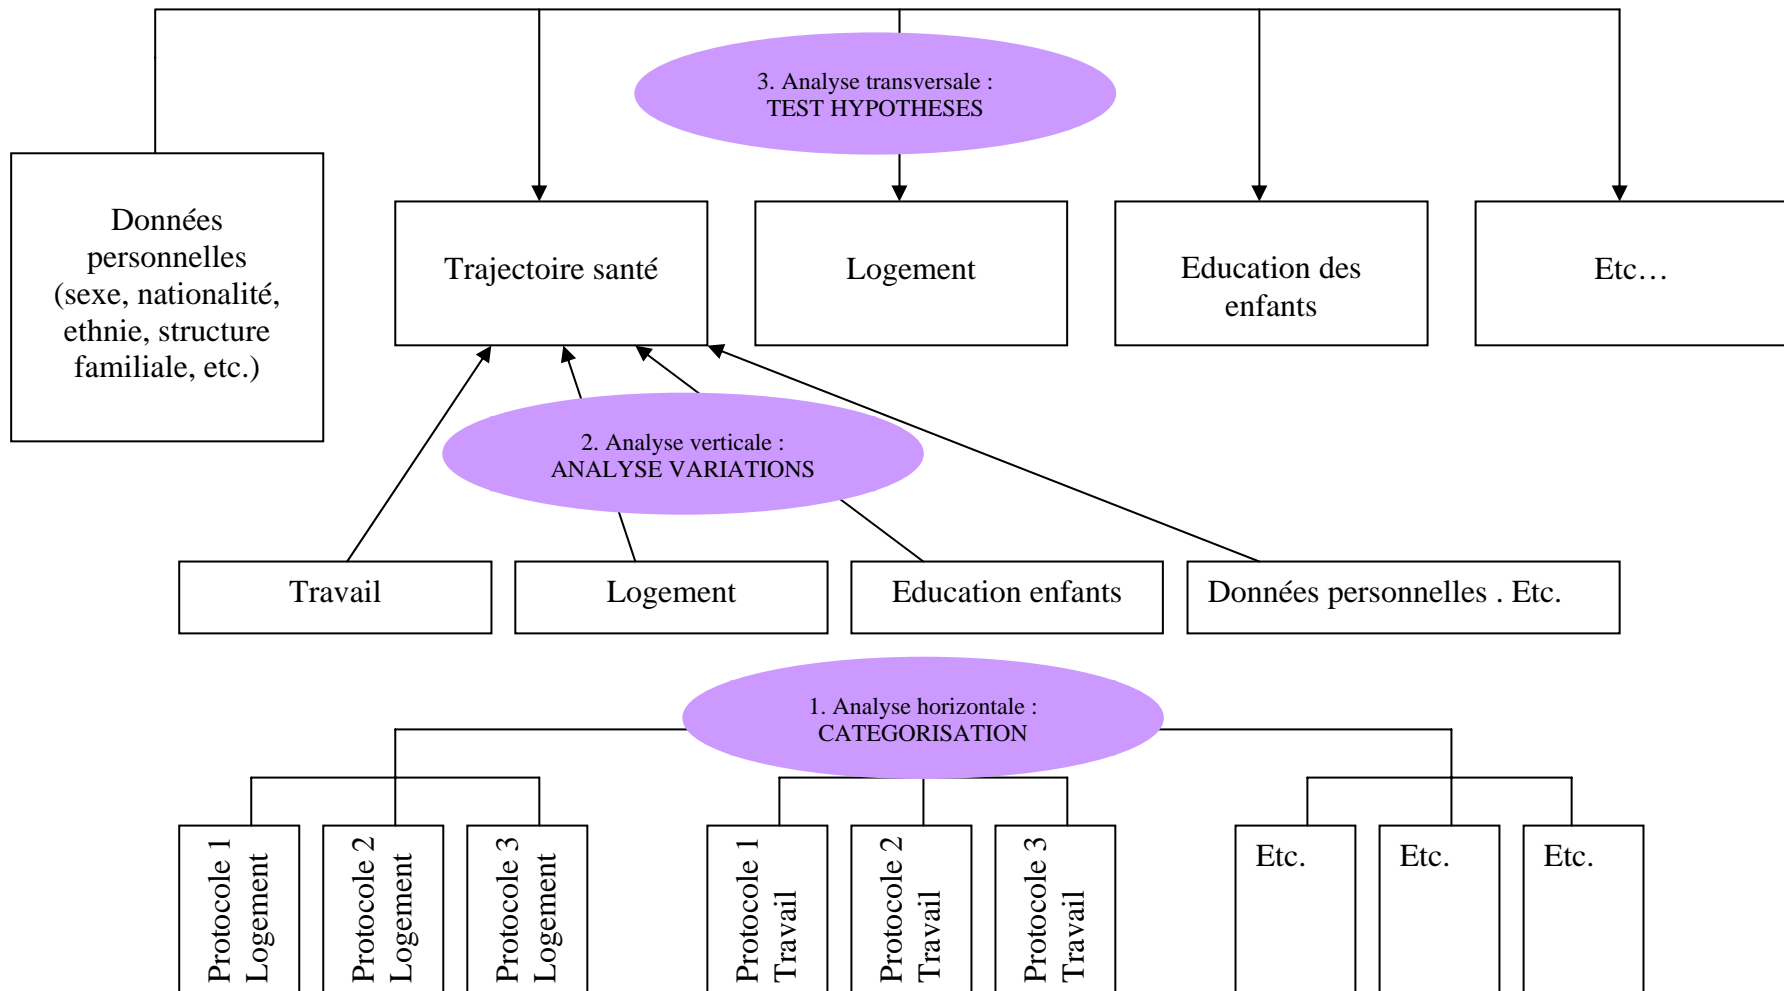 3. Analyse transversale :
TEST HYPOTHESES
Données
personnelles
(sexe, nationalité,
ethnie, structure
familiale, etc.)
Trajectoire santé
Logement
Education des
enfants
Etc…
2. Analyse verticale :
ANALYSE VARIATIONS
Travail
Logement
Education enfants
Données personnelles . Etc.
1. Analyse horizontale :
CATEGORISATION
Protocole 1
Logement
Protocole 2
Logement
Protocole 3
Logement
Protocole 1
Travail
Protocole 2
Travail
Protocole 3
Travail
Etc.
Etc.
Etc.